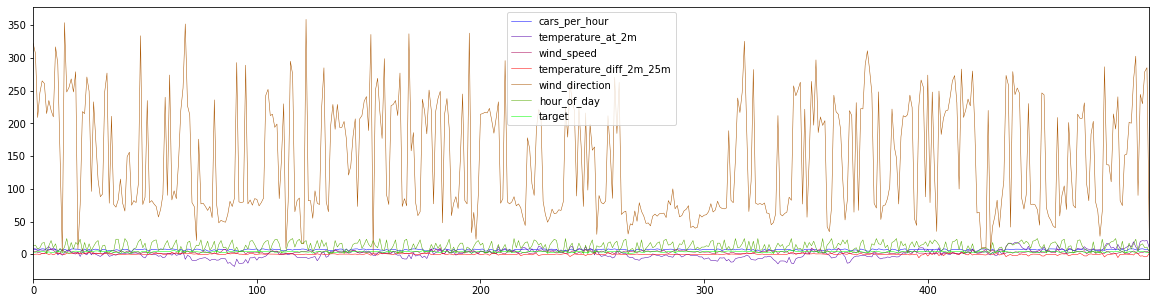 350
300
250
200
150
100
50
0
cars_per_hour
temperature_at_2m
wind_speed
temperature_diff_2m_25m
wind_direction
hour_of_day
target
0
100
200
300
400